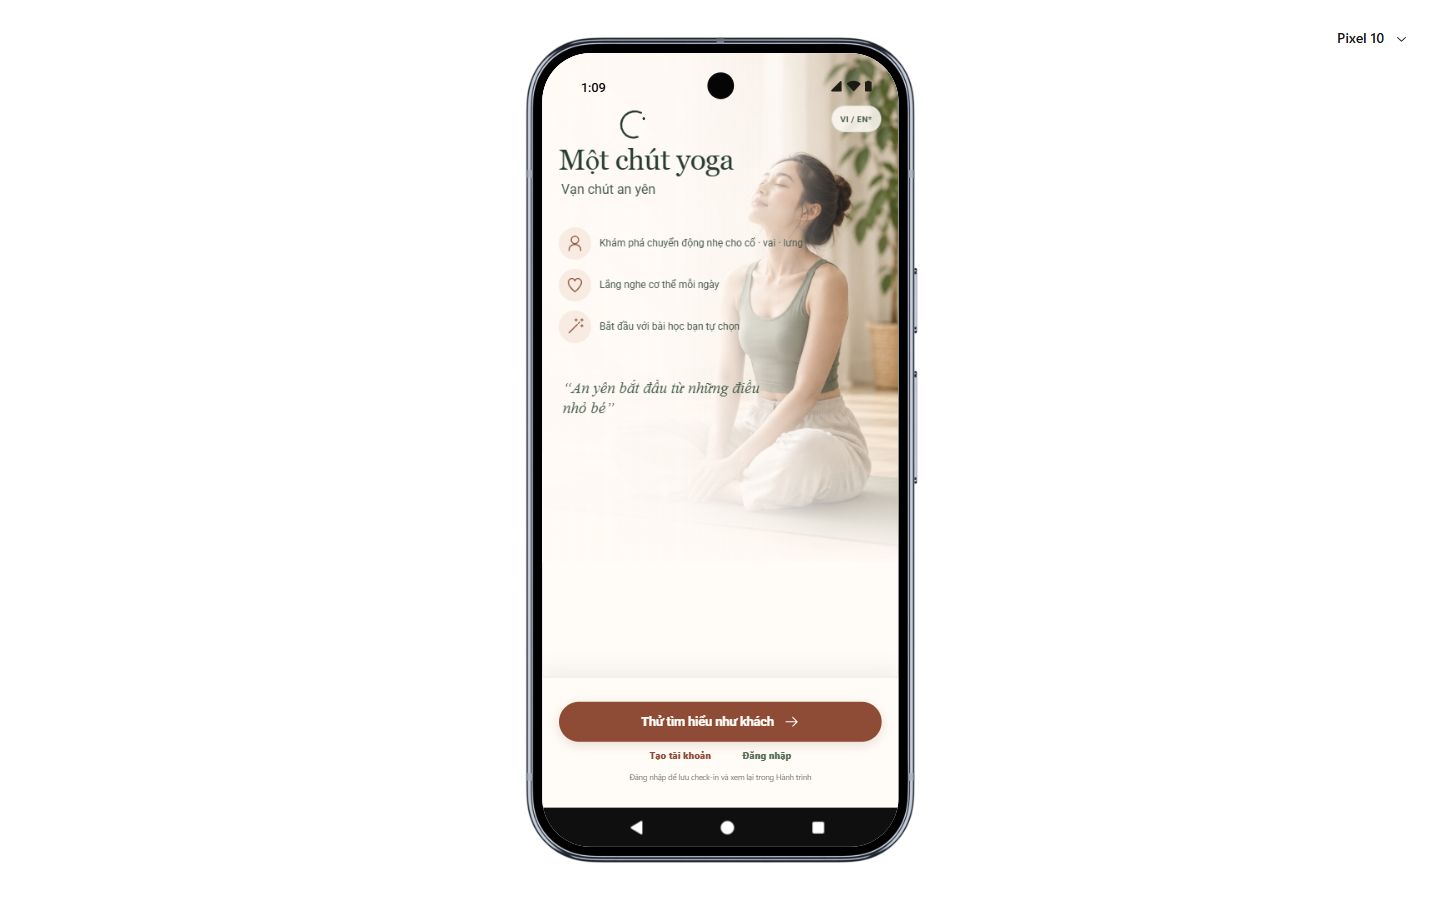 Pixel 10
1:09
VI / EN*
Một chút yoga
Vạn chút an yên
Khám phá chuyển động nhẹ cho cổ · vai · lưng
Lắng nghe cơ thể mỗi ngày
Bắt đầu với bài học bạn tự chọn
“An yên bắt đầu từ những điều
nhỏ bé”
Thử tìm hiểu như khách →
Tạo tài khoản
Đăng nhập
Đăng nhập để lưu check-in và xem lại trong Hành trình